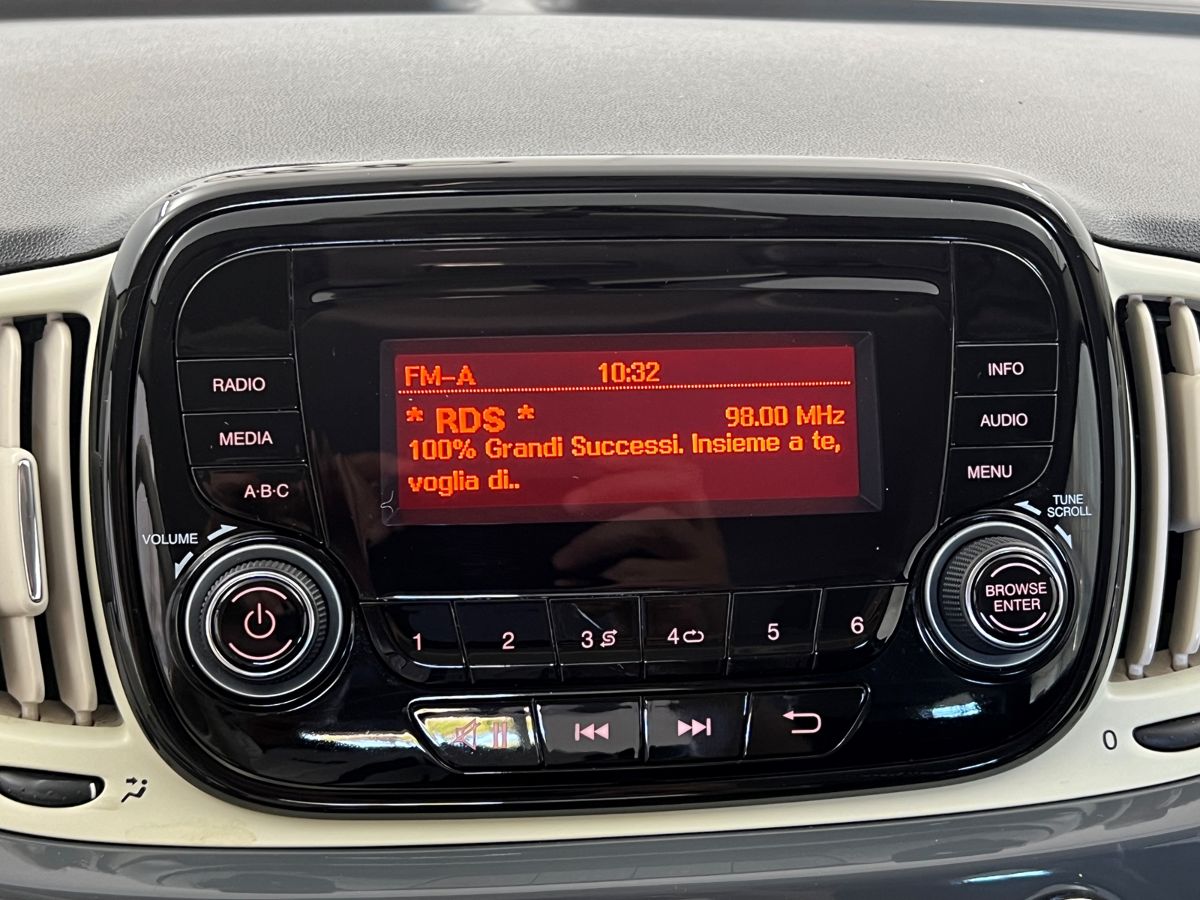 FM-A 10:32
* RDS * 98.00 MHz
100% Grandi Successi. Insieme a te,
voglia di..
RADIO
MEDIA
A·B·C
INFO
AUDIO
MENU
VOLUME
TUNE
SCROLL
BROWSE
ENTER
1 2 3 4 5 6
0